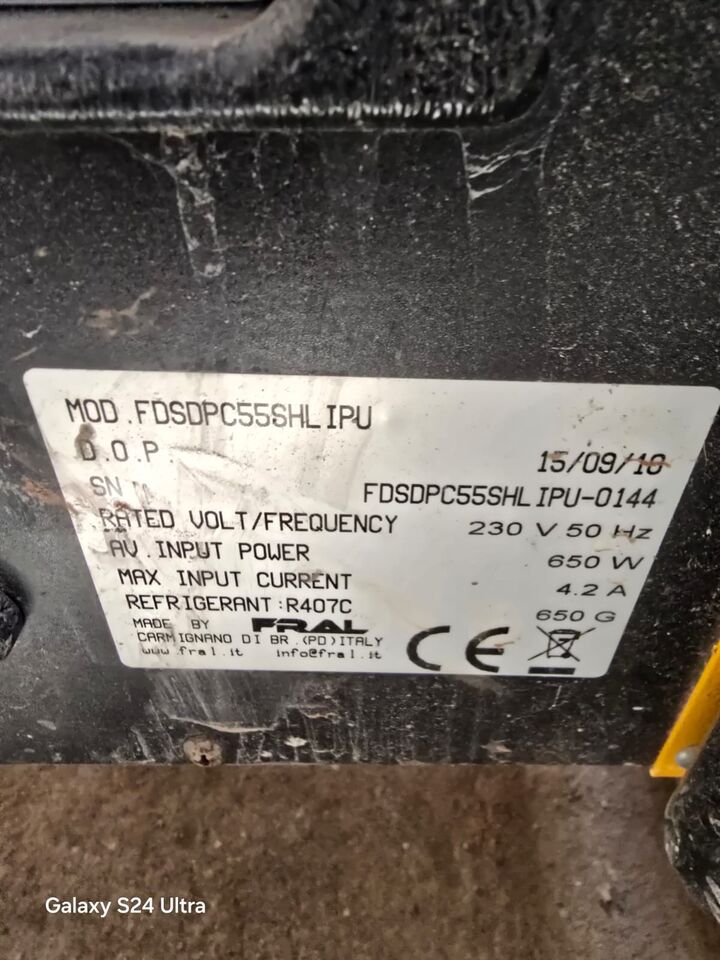 MOD.FDSDPC55SHLIPU
D.O.P 15/09/10
SN FDSDPC55SHLIPU-0144
RATED VOLT/FREQUENCY 230 V 50 Hz
AV.INPUT POWER 650 W
MAX INPUT CURRENT 4.2 A
REFRIGERANT:R407C 650 G
MADE BY FRAL
CARMIGNANO DI BR.(PD)ITALY
www.fral.it info@fral.it
CE
Galaxy S24 Ultra